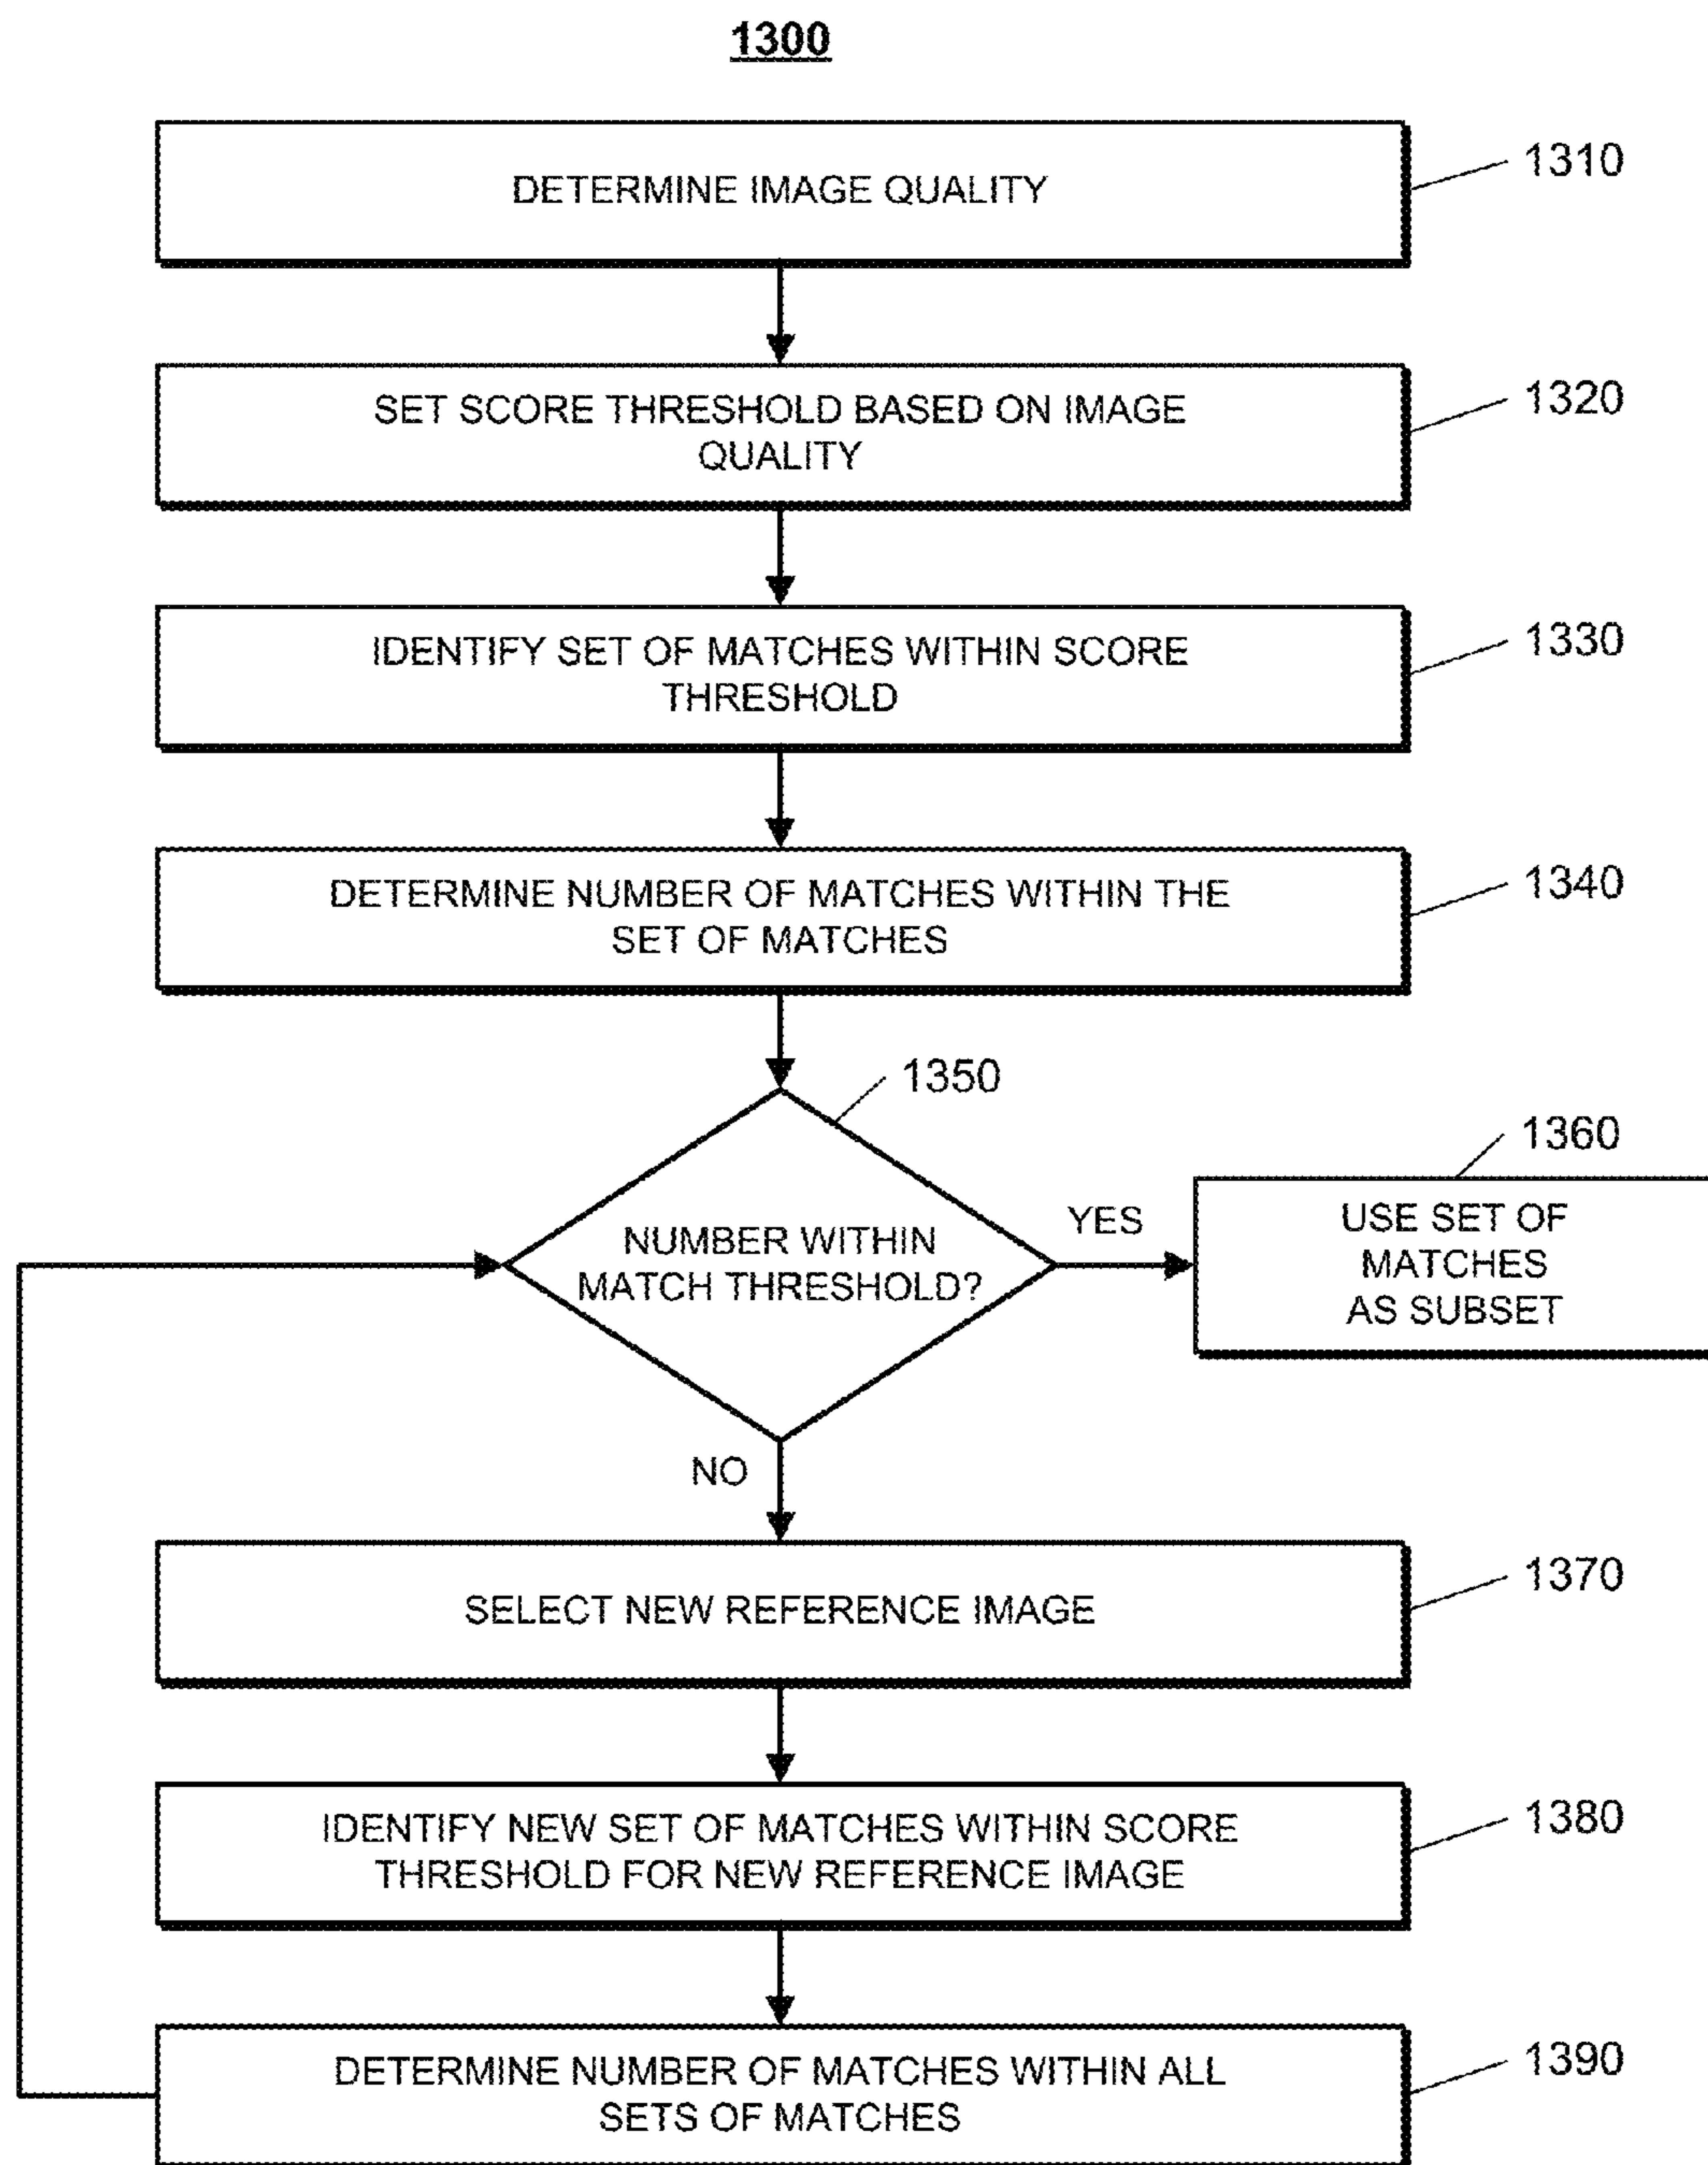 1300
DETERMINE IMAGE QUALITY
1310
SET SCORE THRESHOLD BASED ON IMAGE
QUALITY
1320
IDENTIFY SET OF MATCHES WITHIN SCORE
THRESHOLD
1330
DETERMINE NUMBER OF MATCHES WITHIN THE
SET OF MATCHES
1340
1350
NUMBER WITHIN
MATCH THRESHOLD?
YES
1360
USE SET OF
MATCHES
AS SUBSET
NO
SELECT NEW REFERENCE IMAGE
1370
IDENTIFY NEW SET OF MATCHES WITHIN SCORE
THRESHOLD FOR NEW REFERENCE IMAGE
1380
DETERMINE NUMBER OF MATCHES WITHIN ALL
SETS OF MATCHES
1390